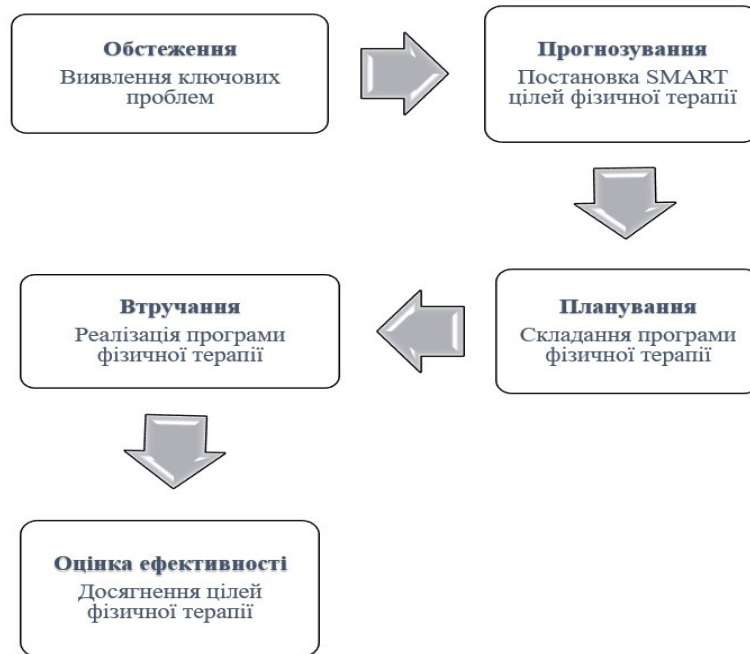 Обстеження
Виявлення ключових
проблем
Прогнозування
Постановка SMART
цілей фізичної терапії
Планування
Складання програми
фізичної терапії
Втручання
Реалізація програми
фізичної терапії
Оцінка ефективності
Досягнення цілей
фізичної терапії